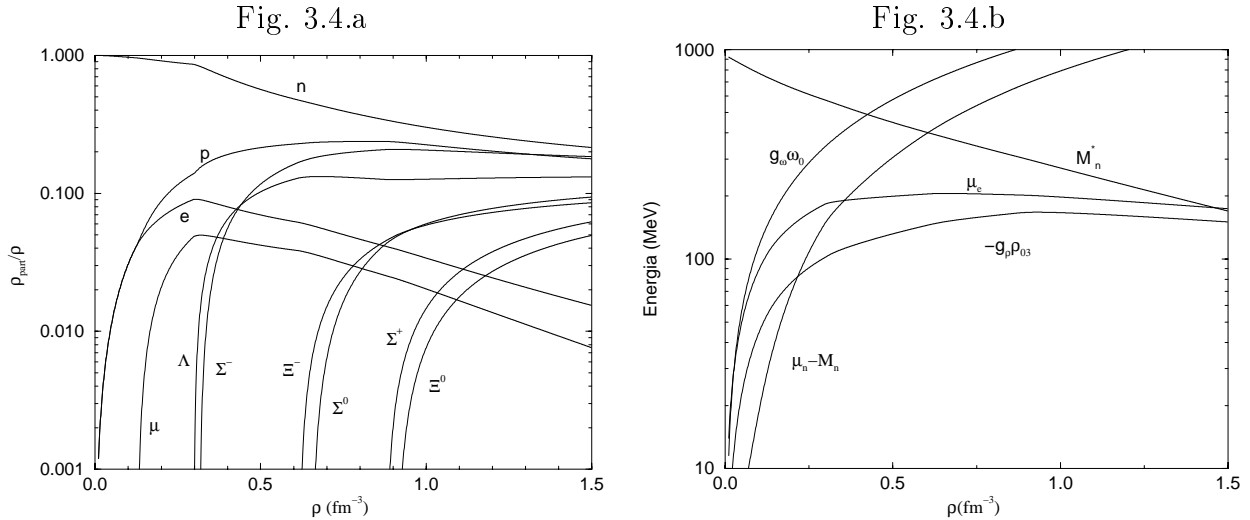 Fig. 3.4.a
1.000
0.100
0.010
0.001
ρpart/ρ
n
p
e
μ
Λ
Σ⁻
Ξ⁻
Σ⁰
Σ⁺
Ξ⁰
0.0 0.5 1.0 1.5
ρ (fm⁻³)
Fig. 3.4.b
1000
100
10
Energia (MeV)
g_ωω₀
M*ₙ
μₑ
−g_ρρ₀₃
μₙ−Mₙ
0.0 0.5 1.0 1.5
ρ(fm⁻³)